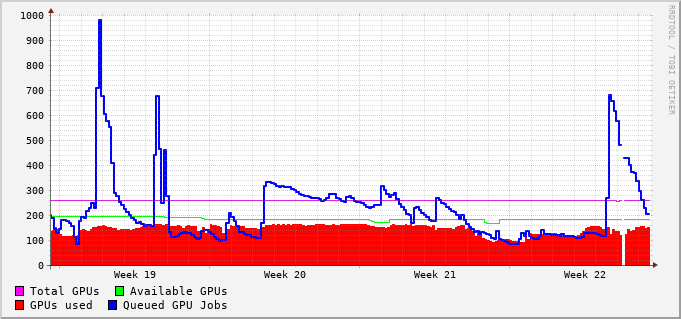 1000
900
800
700
600
500
400
300
200
100
0
Week 19 Week 20 Week 21 Week 22
Total GPUs Available GPUs
GPUs used Queued GPU Jobs
RRDTOOL / TOBI OETIKER